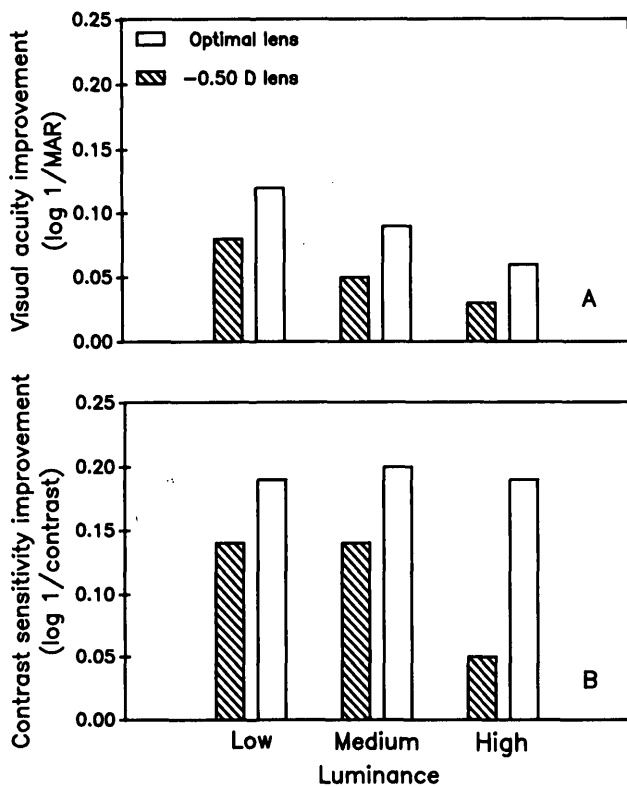 Visual acuity improvement
(log 1/MAR)
0.25
0.20
0.15
0.10
0.05
0.00
Optimal lens
−0.50 D lens
A
Contrast sensitivity improvement
(log 1/contrast)
0.25
0.20
0.15
0.10
0.05
0.00
B
Low Medium High
Luminance